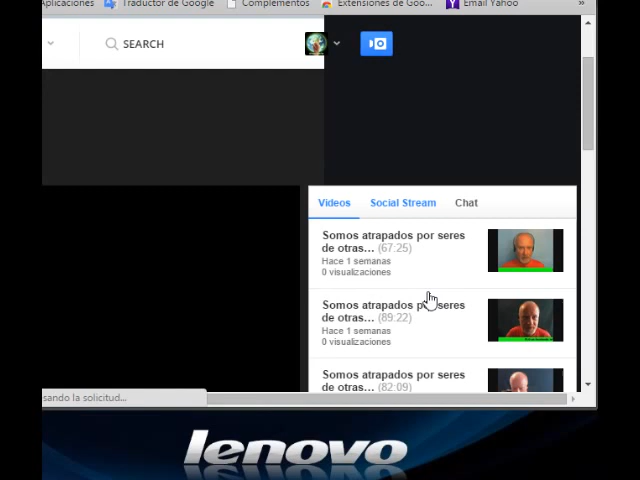 Aplicaciones Traductor de Google Complementos Extensiones de Goo... Email Yahoo »
SEARCH
Videos Social Stream Chat
Somos atrapados por seres
de otras... (67:25)
Hace 1 semanas
0 visualizaciones
Somos atrapados por seres
de otras... (89:22)
Hace 1 semanas
0 visualizaciones
Somos atrapados por seres
de otras... (82:09)
esando la solicitud...
lenovo